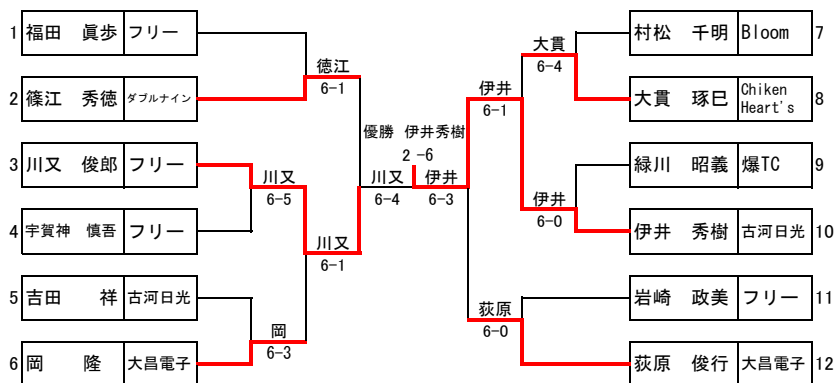 1 福田 眞歩 フリー
2 篠江 秀徳 ダブルナイン
3 川又 俊郎 フリー
4 宇賀神 慎吾 フリー
5 吉田 祥 古河日光
6 岡 隆 大昌電子
徳江
6-1
川又
6-5
川又
6-1
岡
6-3
優勝 伊井秀樹
2 -6
川又
6-4
伊井
6-3
伊井
6-1
大貫
6-4
伊井
6-0
荻原
6-0
村松 千明 Bloom 7
大貫 琢巳 Chiken
Heart's 8
緑川 昭義 爆TC 9
伊井 秀樹 古河日光 10
岩崎 政美 フリー 11
荻原 俊行 大昌電子 12